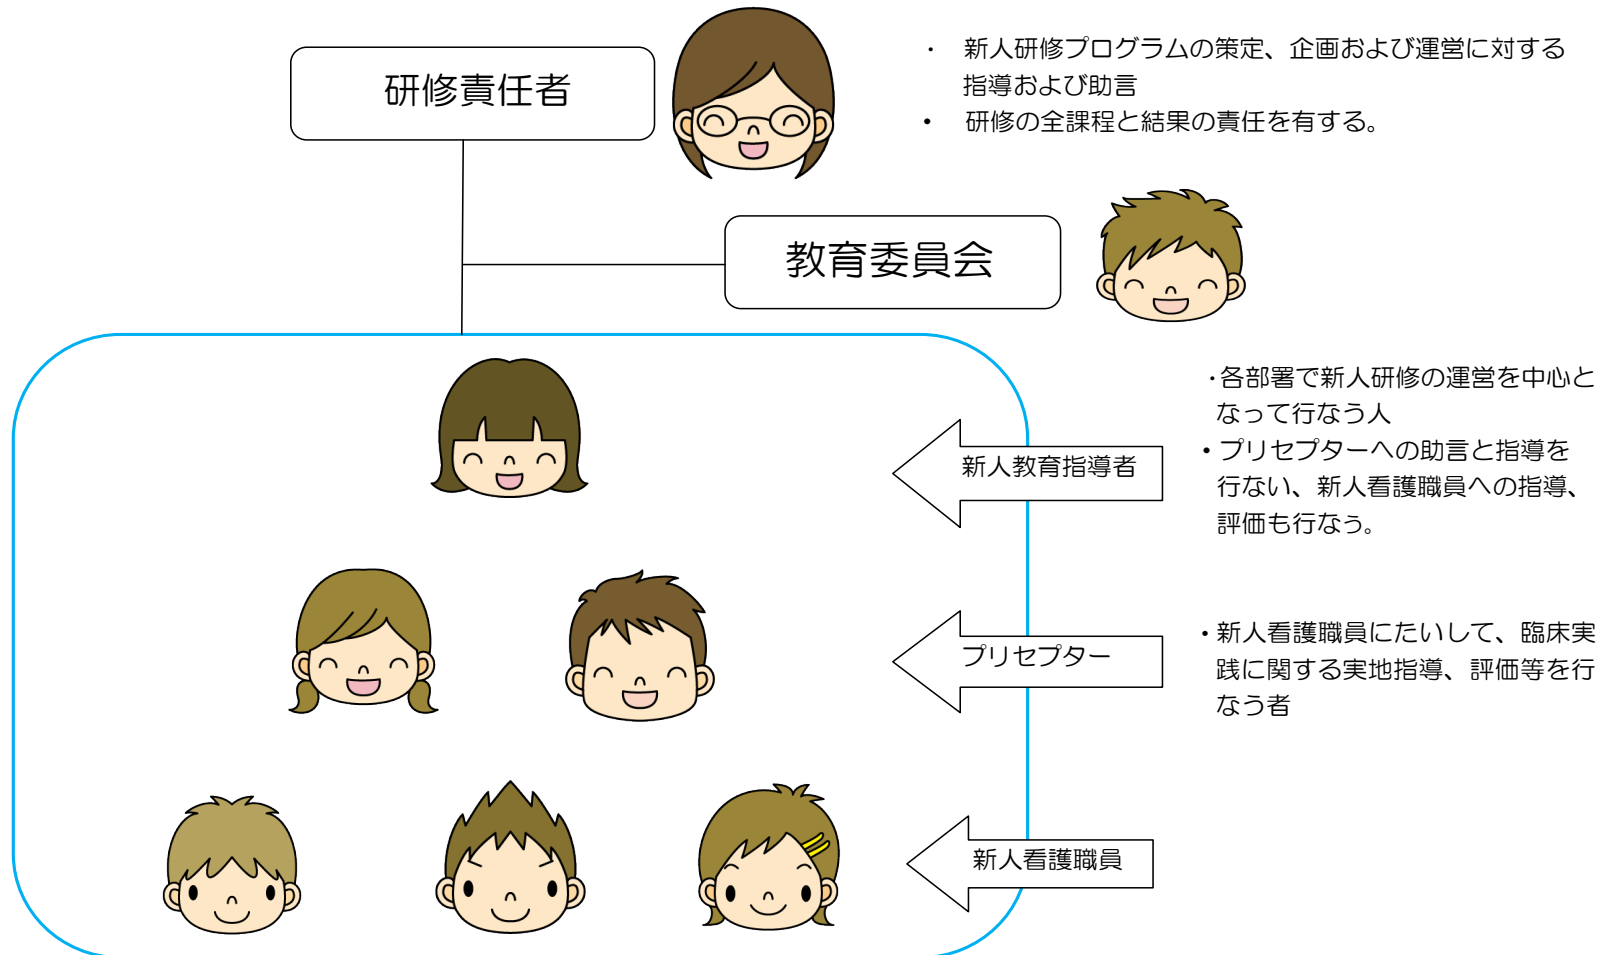 研修責任者
・ 新人研修プログラムの策定、企画および運営に対する
指導および助言
・ 研修の全課程と結果の責任を有する。
教育委員会
・各部署で新人研修の運営を中心と
なって行なう人
・プリセプターへの助言と指導を
行ない、新人看護職員への指導、
評価も行なう。
新人教育指導者
・新人看護職員にたいして、臨床実
践に関する実地指導、評価等を行
なう者
プリセプター
新人看護職員